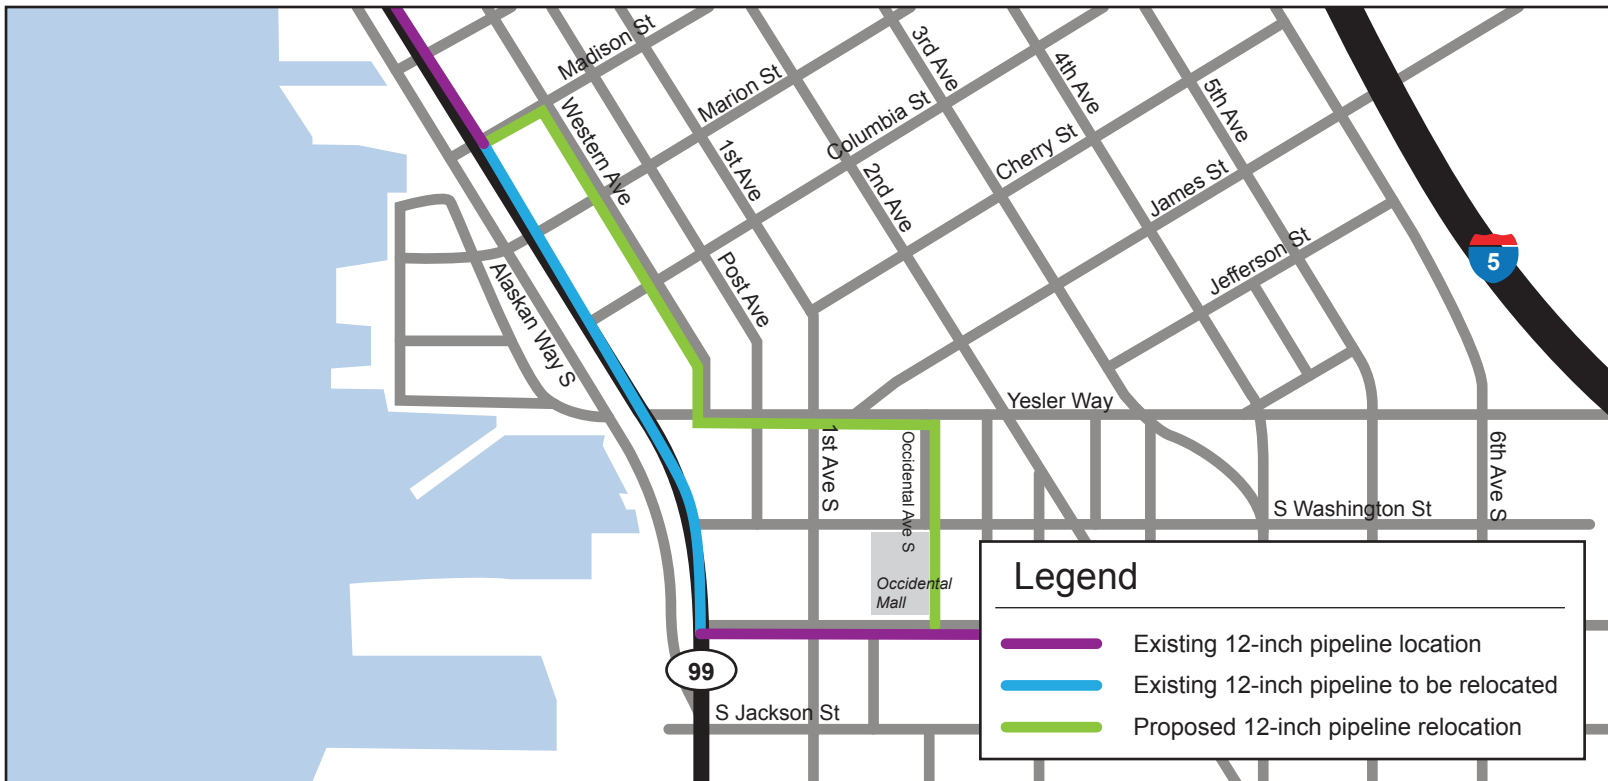 Madison St
3rd Ave
4th Ave
Marion St
5th Ave
Western Ave
Columbia St
Cherry St
1st Ave
2nd Ave
James St
Jefferson St
5
Post Ave
Alaskan Way S
Yesler Way
1st Ave S
Occidental Ave S
6th Ave S
S Washington St
Occidental
Mall
Legend
Existing 12-inch pipeline location
Existing 12-inch pipeline to be relocated
Proposed 12-inch pipeline relocation
99
S Jackson St